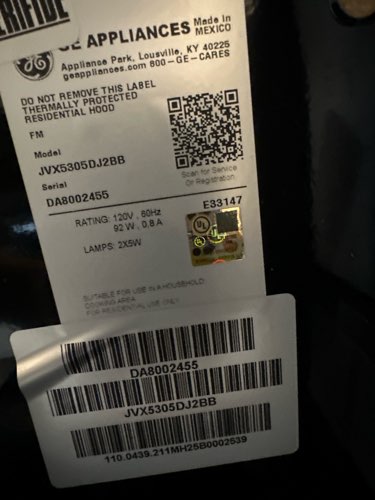 GE APPLIANCES Made in
MEXICO
Appliance Park, Lousville, KY 40225
geappliances.com 800-GE-CARES
DO NOT REMOVE THIS LABEL
THERMALLY PROTECTED
RESIDENTIAL HOOD
FM
Model
JVX5305DJ2BB
Scan for Service
Or Registration
Serial
DA8002455
E33147
RATING: 120V , 60Hz
92 W , 0.8 A
LAMPS: 2X5W
SUITABLE FOR USE IN A HOUSEHOLD
COOKING AREA
FOR RESIDENTIAL USE ONLY
DA8002455
JVX5305DJ2BB
110.0439.211MH25B0002539